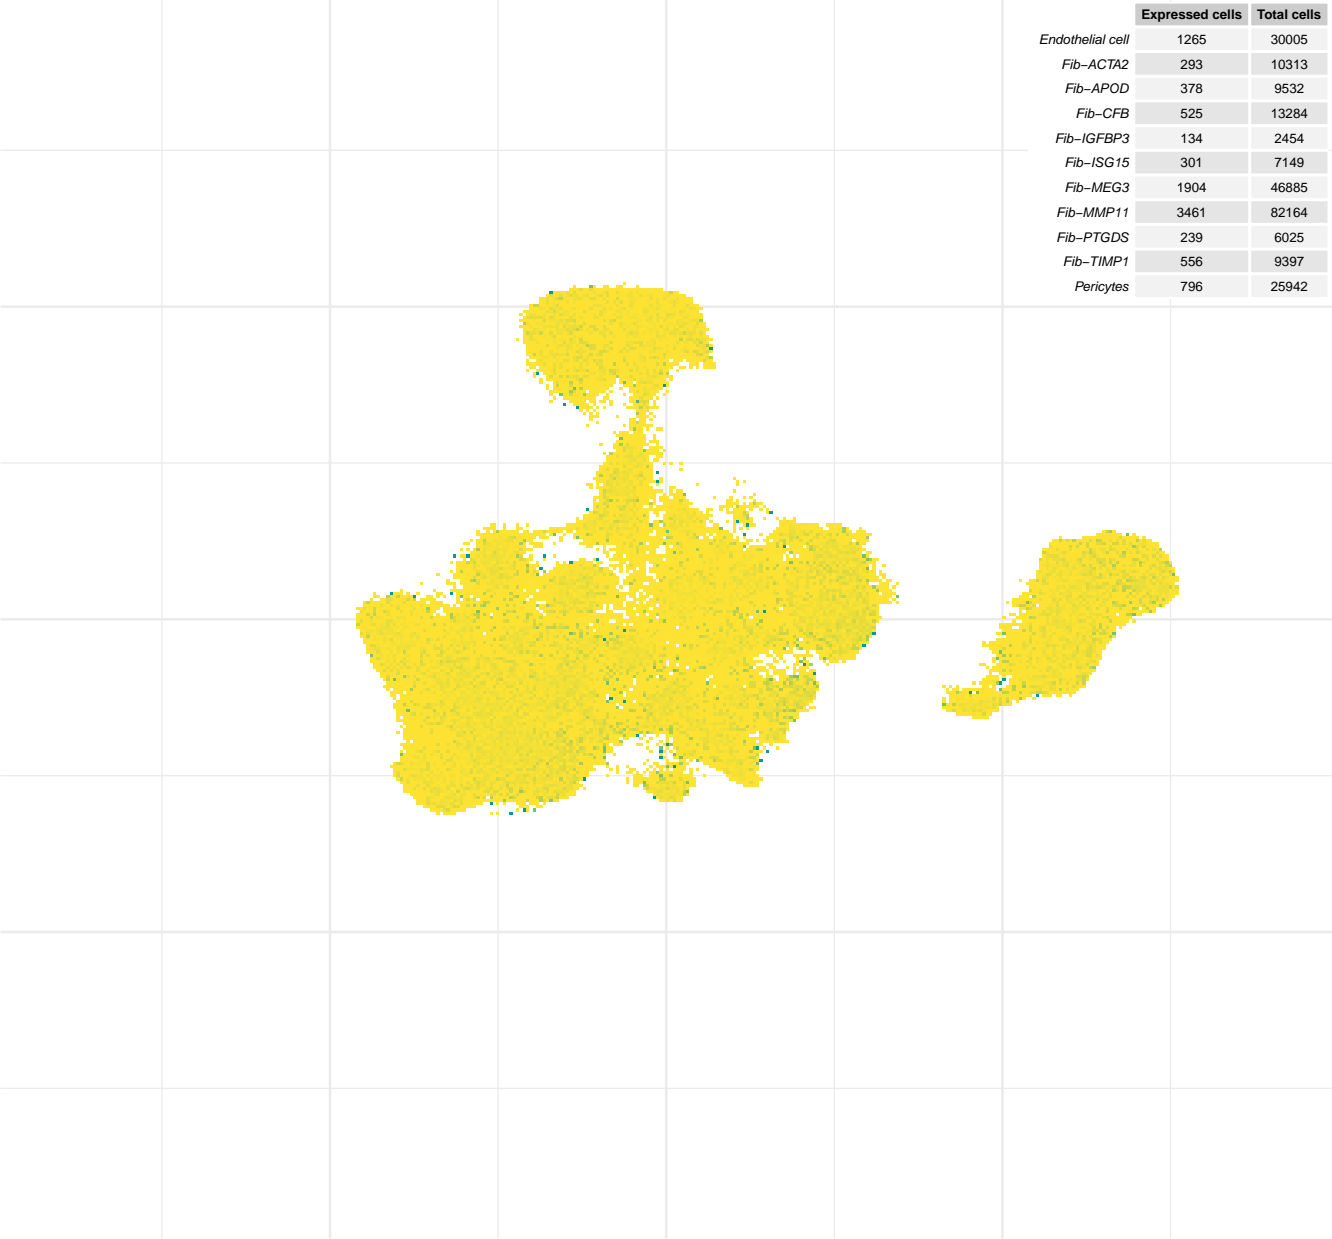 Expressed cells Total cells
Endothelial cell 1265 30005
Fib−ACTA2 293 10313
Fib−APOD 378 9532
Fib−CFB 525 13284
Fib−IGFBP3 134 2454
Fib−ISG15 301 7149
Fib−MEG3 1904 46885
Fib−MMP11 3461 82164
Fib−PTGDS 239 6025
Fib−TIMP1 556 9397
Pericytes 796 25942